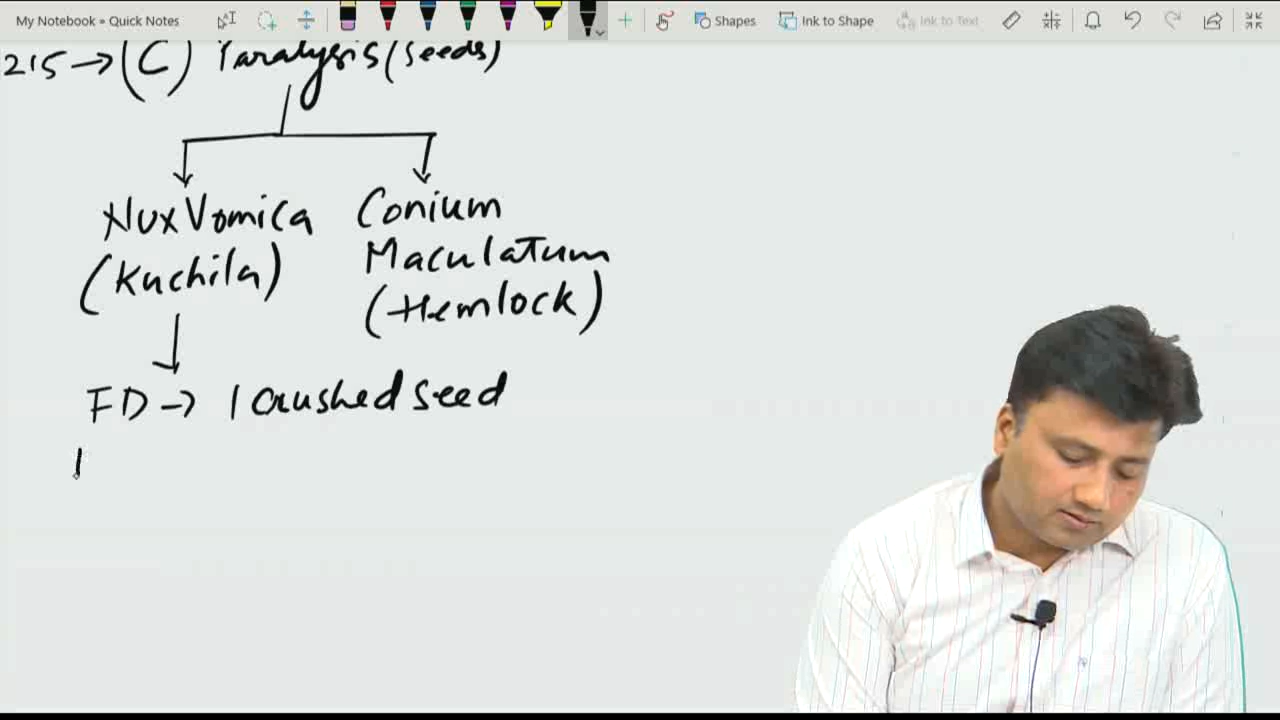 My Notebook » Quick Notes
Shapes
Ink to Shape
Ink to Text
215 → (C) Paralysis (seeds)
Nux Vomica
(Kuchila)
Conium
Maculatum
(Hemlock)
FD → 1 crushed seed